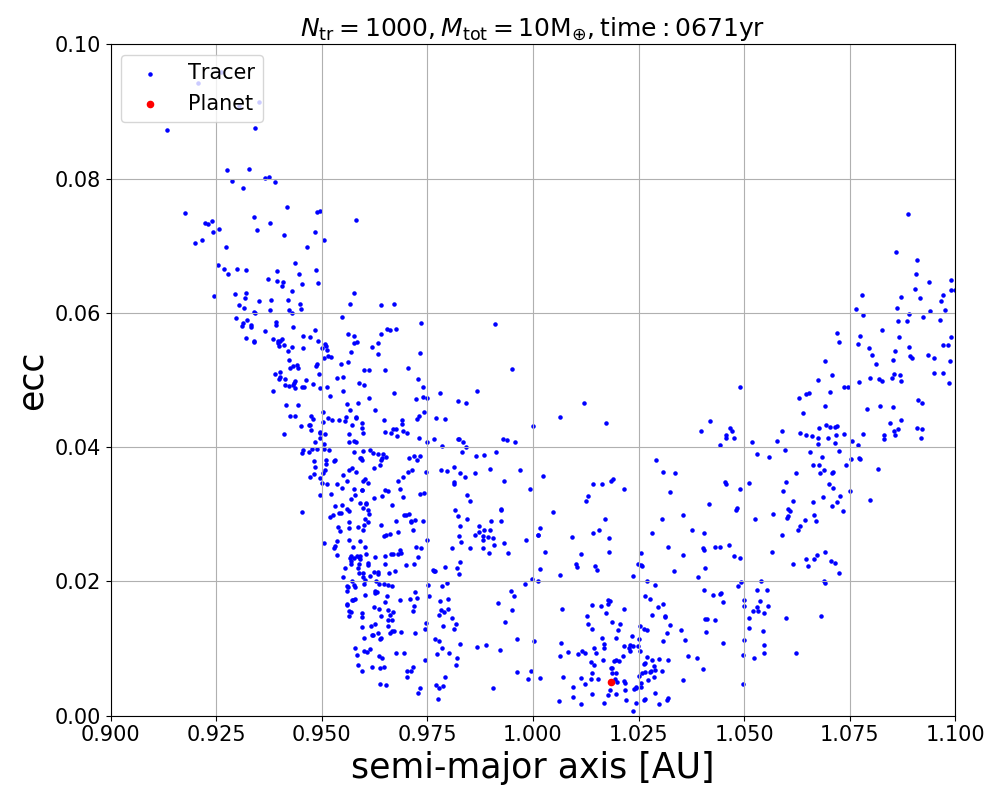 N_tr = 1000, M_tot = 10M_⊕, time : 0671yr
Tracer
Planet
0.10
0.08
0.06
0.04
0.02
0.00
ecc
0.900 0.925 0.950 0.975 1.000 1.025 1.050 1.075 1.100
semi-major axis [AU]